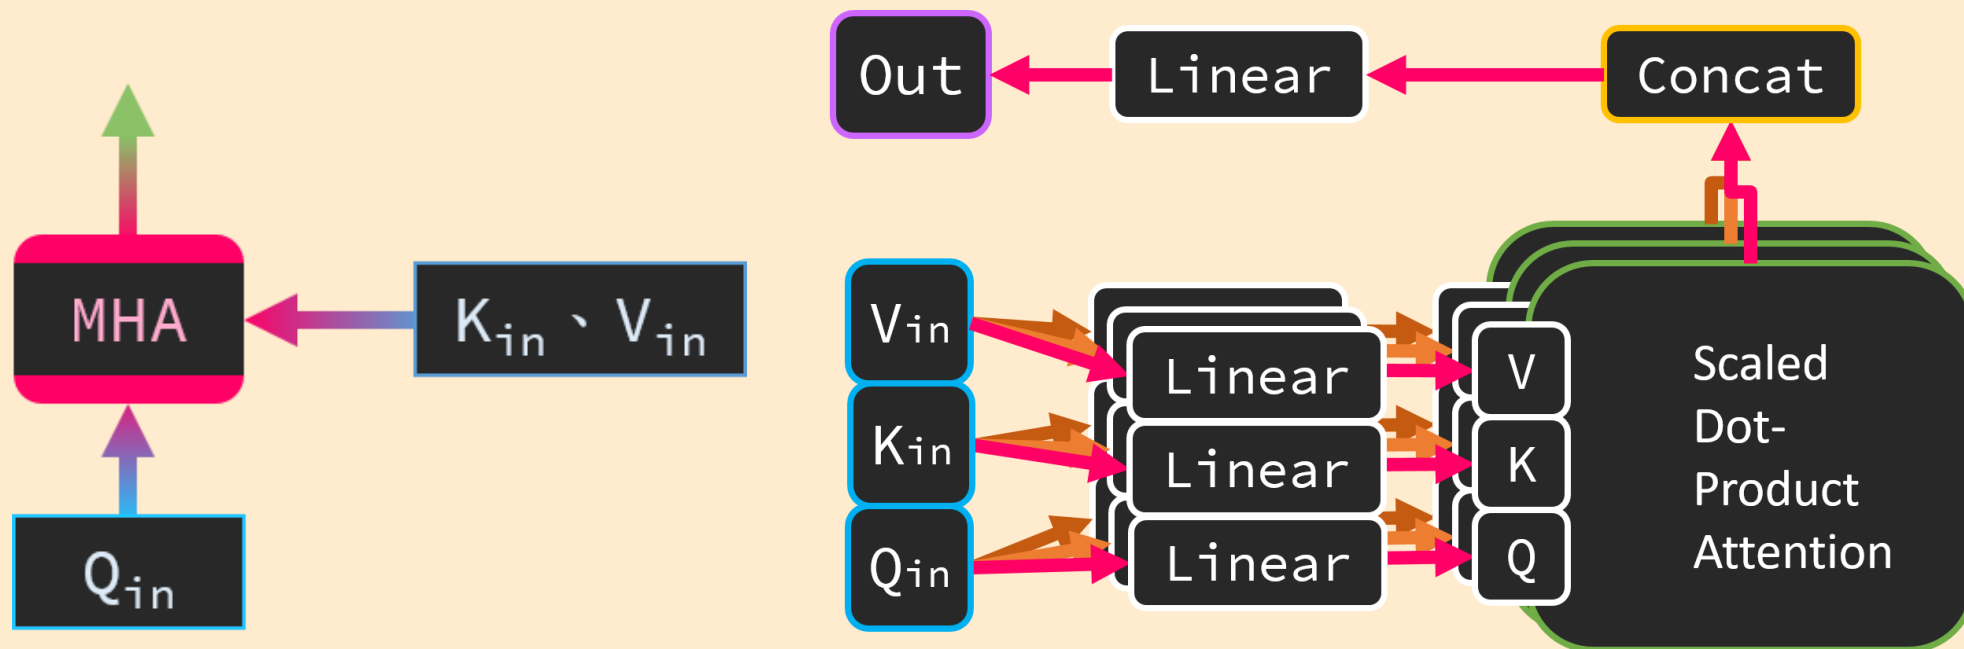 MHA
Kin、Vin
Qin
Out
Linear
Concat
Vin
Kin
Qin
Linear
Linear
Linear
V
K
Q
Scaled
Dot-
Product
Attention